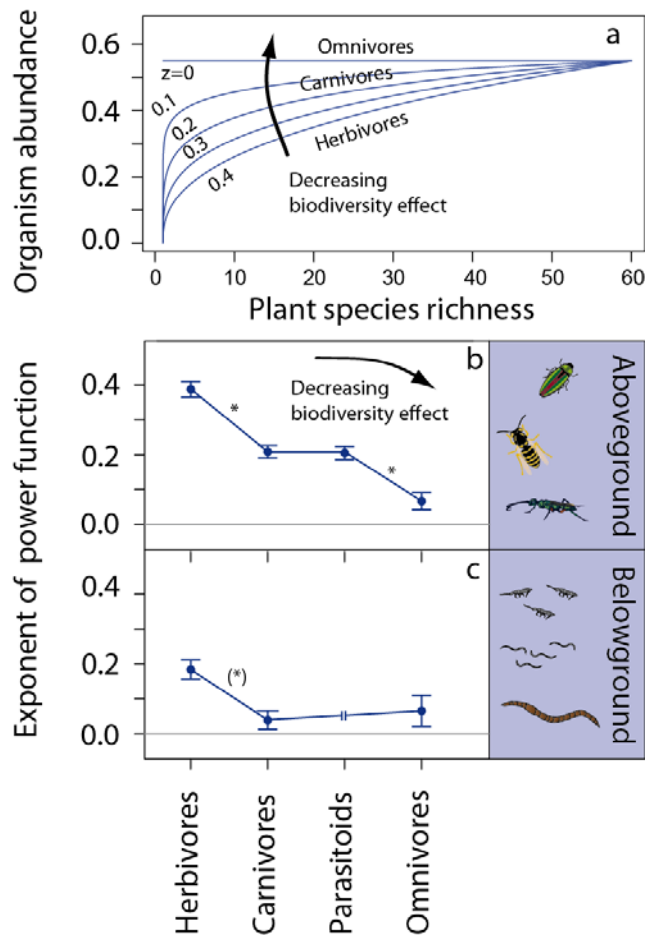 a
Organism abundance
0.6
0.4
0.2
0.0
Omnivores
z=0
Carnivores
0.1
0.2
0.3
0.4
Herbivores
Decreasing
biodiversity effect
0 10 20 30 40 50 60
Plant species richness
b
Exponent of power function
0.4
0.2
0.0
*
*
Decreasing
biodiversity effect
Aboveground
c
0.4
0.2
0.0
(*)
Belowground
Herbivores
Carnivores
Parasitoids
Omnivores